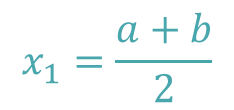 x₁ = (a + b) / 2